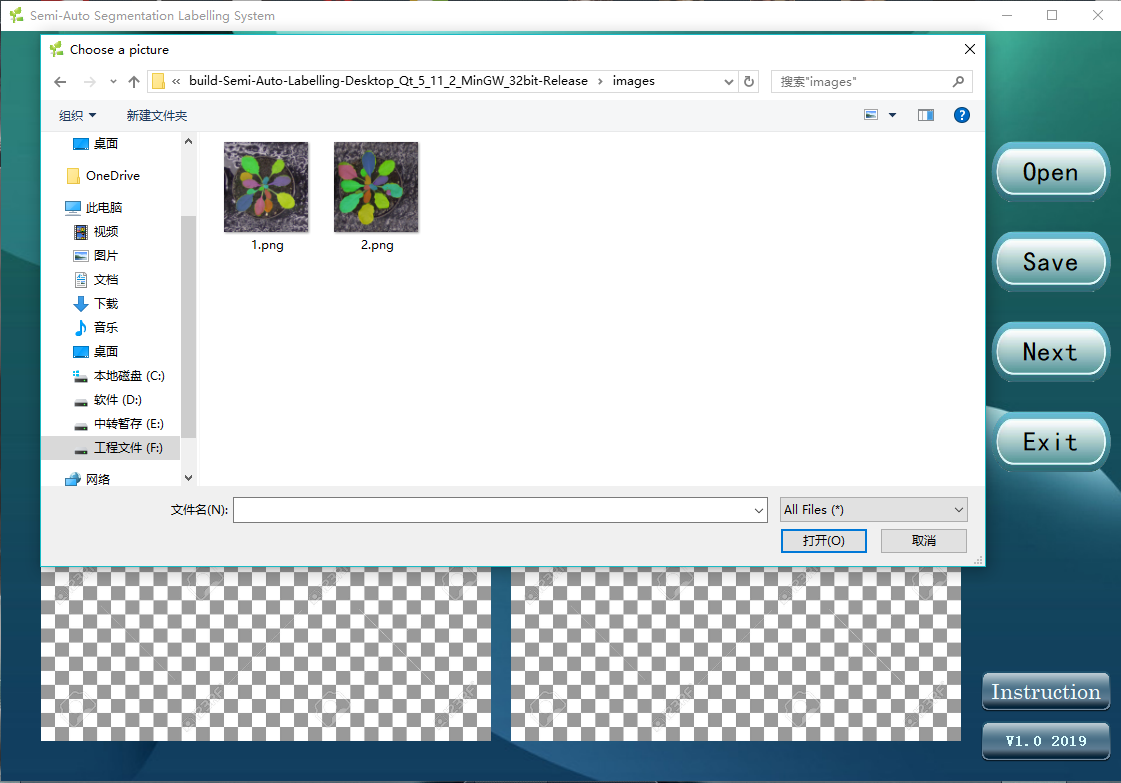 Semi-Auto Segmentation Labelling System
Choose a picture
« build-Semi-Auto-Labelling-Desktop_Qt_5_11_2_MinGW_32bit-Release › images
搜索"images"
组织
新建文件夹
桌面
OneDrive
此电脑
视频
图片
文档
下载
音乐
桌面
本地磁盘 (C:)
软件 (D:)
中转暂存 (E:)
工程文件 (F:)
网络
1.png
2.png
文件名(N):
All Files (*)
打开(O)
取消
Open
Save
Next
Exit
Instruction
V1.0 2019
123RF
123RF
123RF
123RF